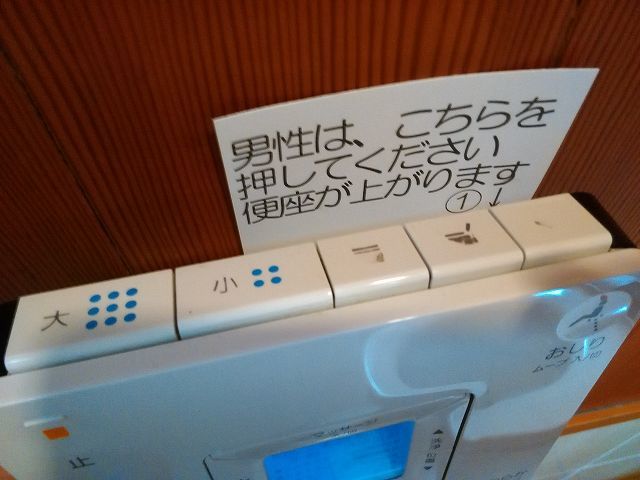 男性は、こちらを
押してください
便座が上がります
①↓
大
小
おしり
止